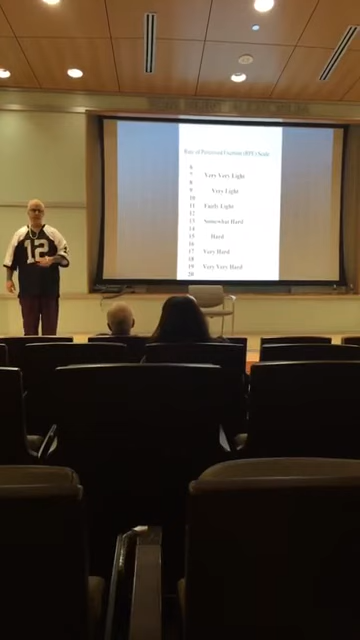 Rate of Perceived Exertion (RPE) Scale
6
7 Very Very Light
8
9 Very Light
10
11 Fairly Light
12
13 Somewhat Hard
14
15 Hard
16
17 Very Hard
18
19 Very Very Hard
20
12